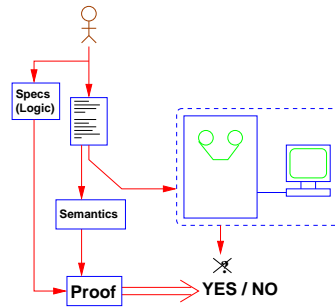 Specs
(Logic)
Semantics
?
Proof
YES / NO